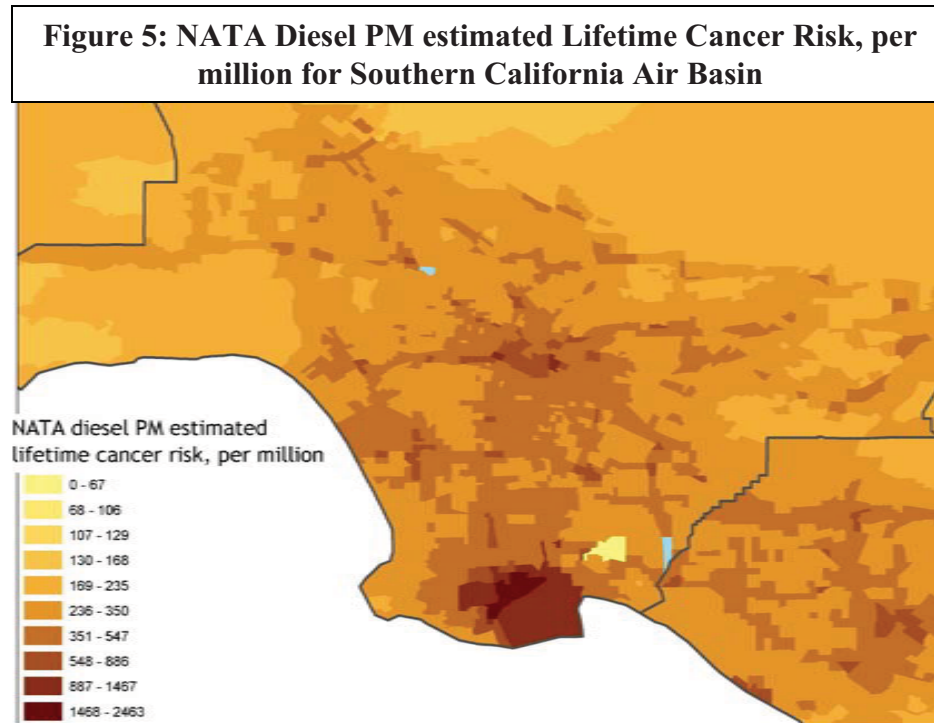 Figure 5: NATA Diesel PM estimated Lifetime Cancer Risk, per
million for Southern California Air Basin
NATA diesel PM estimated
lifetime cancer risk, per million
0 - 67
68 - 106
107 - 129
130 - 168
169 - 235
236 - 350
351 - 547
548 - 886
887 - 1467
1468 - 2463